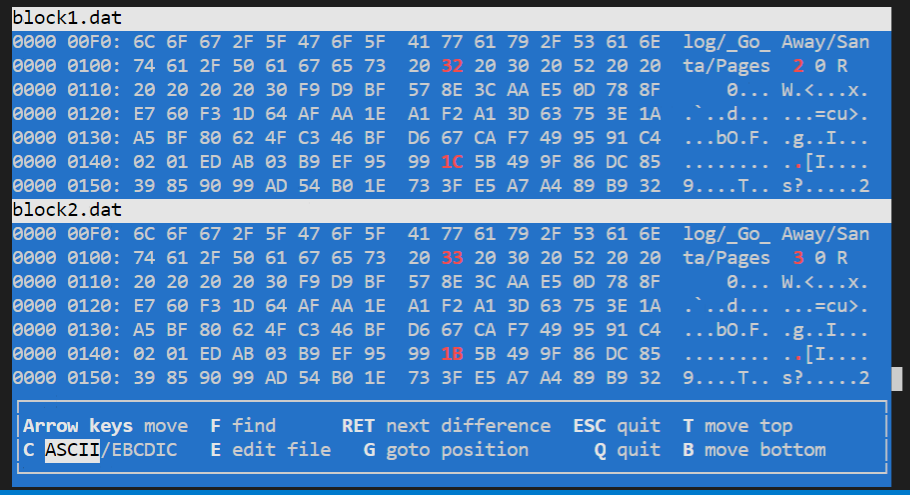 block1.dat
0000 00F0: 6C 6F 67 2F 5F 47 6F 5F  41 77 61 79 2F 53 61 6E  log/_Go_ Away/San
0000 0100: 74 61 2F 50 61 67 65 73  20 32 20 30 20 52 20 20  ta/Pages  2 0 R
0000 0110: 20 20 20 20 30 F9 D9 BF  57 8E 3C AA E5 0D 78 8F      0... W.<...x.
0000 0120: E7 60 F3 1D 64 AF AA 1E  A1 F2 A1 3D 63 75 3E 1A  .`..d... ...=cu>.
0000 0130: A5 BF 80 62 4F C3 46 BF  D6 67 CA F7 49 95 91 C4  ...bO.F. .g..I...
0000 0140: 02 01 ED AB 03 B9 EF 95  99 1C 5B 49 9F 86 DC 85  ........ ..[I....
0000 0150: 39 85 90 99 AD 54 B0 1E  73 3F E5 A7 A4 89 B9 32  9....T.. s?.....2
block2.dat
0000 00F0: 6C 6F 67 2F 5F 47 6F 5F  41 77 61 79 2F 53 61 6E  log/_Go_ Away/San
0000 0100: 74 61 2F 50 61 67 65 73  20 33 20 30 20 52 20 20  ta/Pages  3 0 R
0000 0110: 20 20 20 20 30 F9 D9 BF  57 8E 3C AA E5 0D 78 8F      0... W.<...x.
0000 0120: E7 60 F3 1D 64 AF AA 1E  A1 F2 A1 3D 63 75 3E 1A  .`..d... ...=cu>.
0000 0130: A5 BF 80 62 4F C3 46 BF  D6 67 CA F7 49 95 91 C4  ...bO.F. .g..I...
0000 0140: 02 01 ED AB 03 B9 EF 95  99 1B 5B 49 9F 86 DC 85  ........ ..[I....
0000 0150: 39 85 90 99 AD 54 B0 1E  73 3F E5 A7 A4 89 B9 32  9....T.. s?.....2
Arrow keys move  F find      RET next difference  ESC quit  T move top
C ASCII/EBCDIC   E edit file   G goto position      Q quit  B move bottom